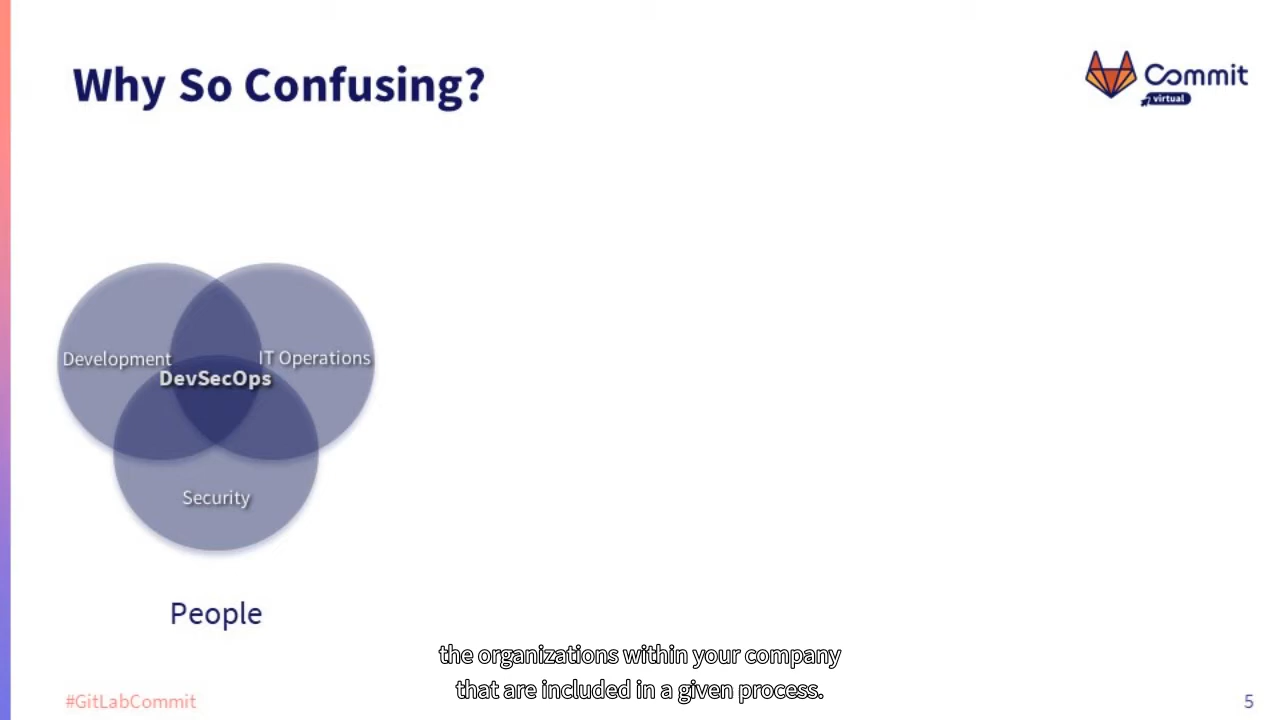 Why So Confusing?
Commit
virtual
Development
IT Operations
DevSecOps
Security
People
the organizations within your company
that are included in a given process.
#GitLabCommit
5